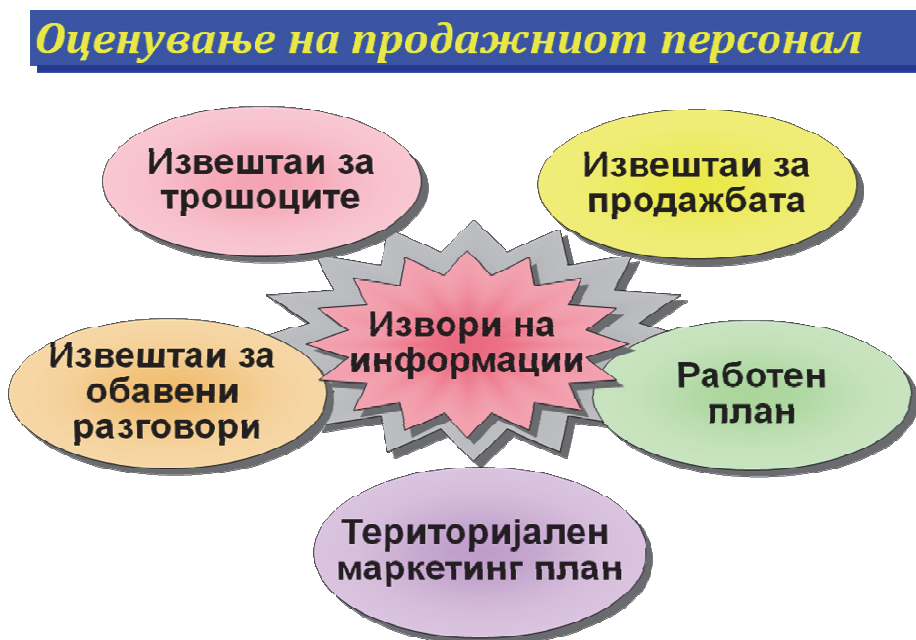 Оценување на продажниот персонал
Извештаи за
трошоците
Извештаи за
продажбата
Извори на
информации
Извештаи за
обавени
разговори
Работен
план
Територијален
маркетинг план